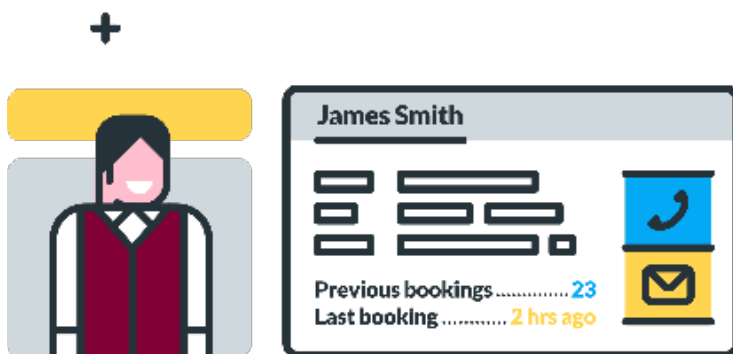 James Smith
Previous bookings.............23
Last booking............2 hrs ago